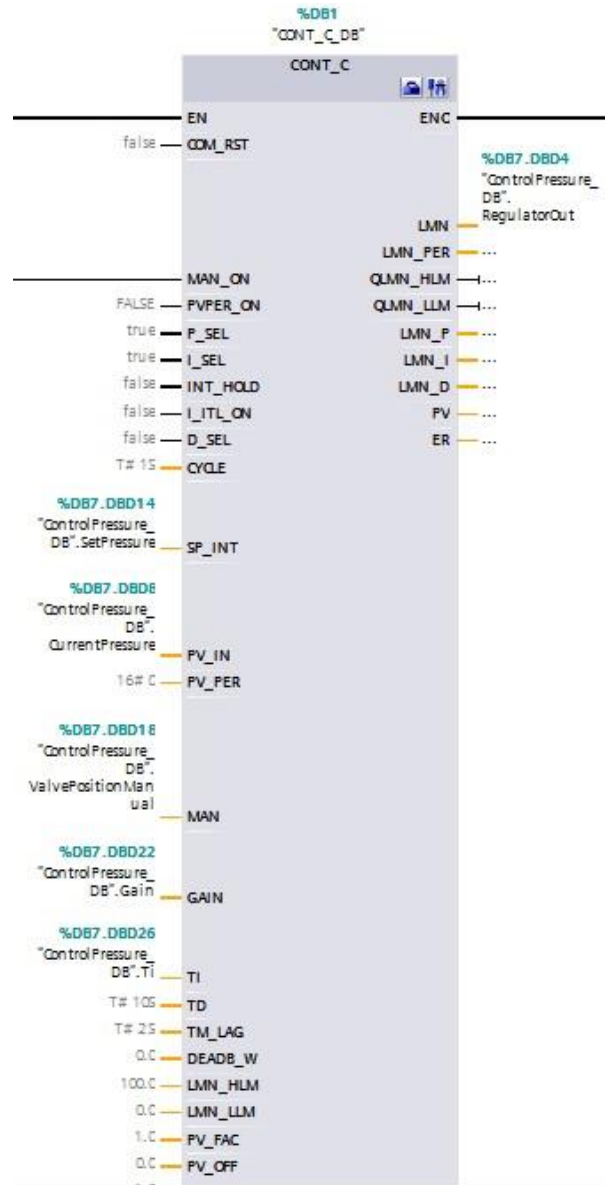 %DB1
"CONT_C_DB"
CONT_C
EN ENO
false COM_RST
%DB7.DBD4
"ControlPressure_
DB".
RegulatorOut
LMN
LMN_PER ...
MAN_ON QLMN_HLM ...
FALSE PVPER_ON QLMN_LLM ...
true P_SEL LMN_P ...
true I_SEL LMN_I ...
false INT_HOLD LMN_D ...
false I_ITL_ON PV ...
false D_SEL ER ...
T# 1S CYCLE
%DB7.DBD14
"ControlPressure_
DB".SetPressure SP_INT
%DB7.DBD8
"ControlPressure_
DB".
CurrentPressure PV_IN
16# 0 PV_PER
%DB7.DBD18
"ControlPressure_
DB".
ValvePositionMan
ual MAN
%DB7.DBD22
"ControlPressure_
DB".Gain GAIN
%DB7.DBD26
"ControlPressure_
DB".Ti TI
T# 10S TD
T# 2S TM_LAG
0.0 DEADB_W
100.0 LMN_HLM
0.0 LMN_LLM
1.0 PV_FAC
0.0 PV_OFF